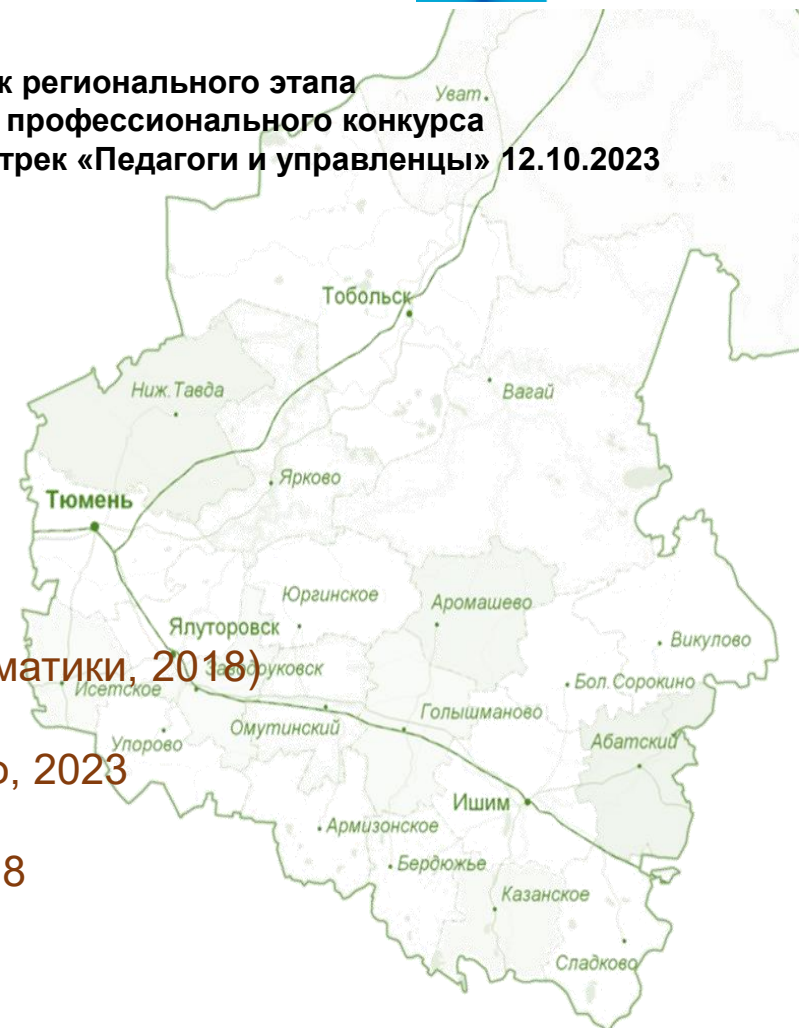 к регионального этапа
профессионального конкурса
трек «Педагоги и управленцы» 12.10.2023
Уват
Тобольск
Ниж.Тавда
Вагай
Ярково
Тюмень
Юргинское
Аромашево
Ялуторовск
Викулово
матики, 2018)
Заводоуковск
Исетское
Бол.Сорокино
Голышманово
Омутинский
Упорово
Абатский
о, 2023
Ишим
Армизонское
8
Бердюжье
Казанское
Сладково